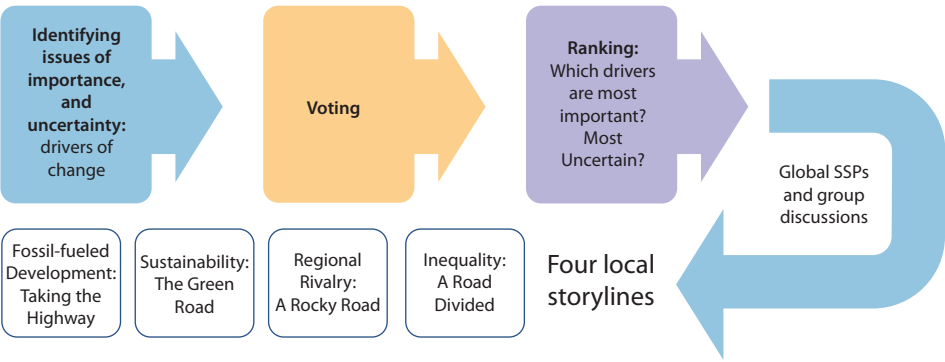 Identifying
issues of
importance,
and
uncertainty:
drivers of
change
Voting
Ranking:
Which drivers
are most
important?
Most
Uncertain?
Global SSPs
and group
discussions
Four local
storylines
Fossil-fueled
Development:
Taking the
Highway
Sustainability:
The Green
Road
Regional
Rivalry:
A Rocky Road
Inequality:
A Road
Divided